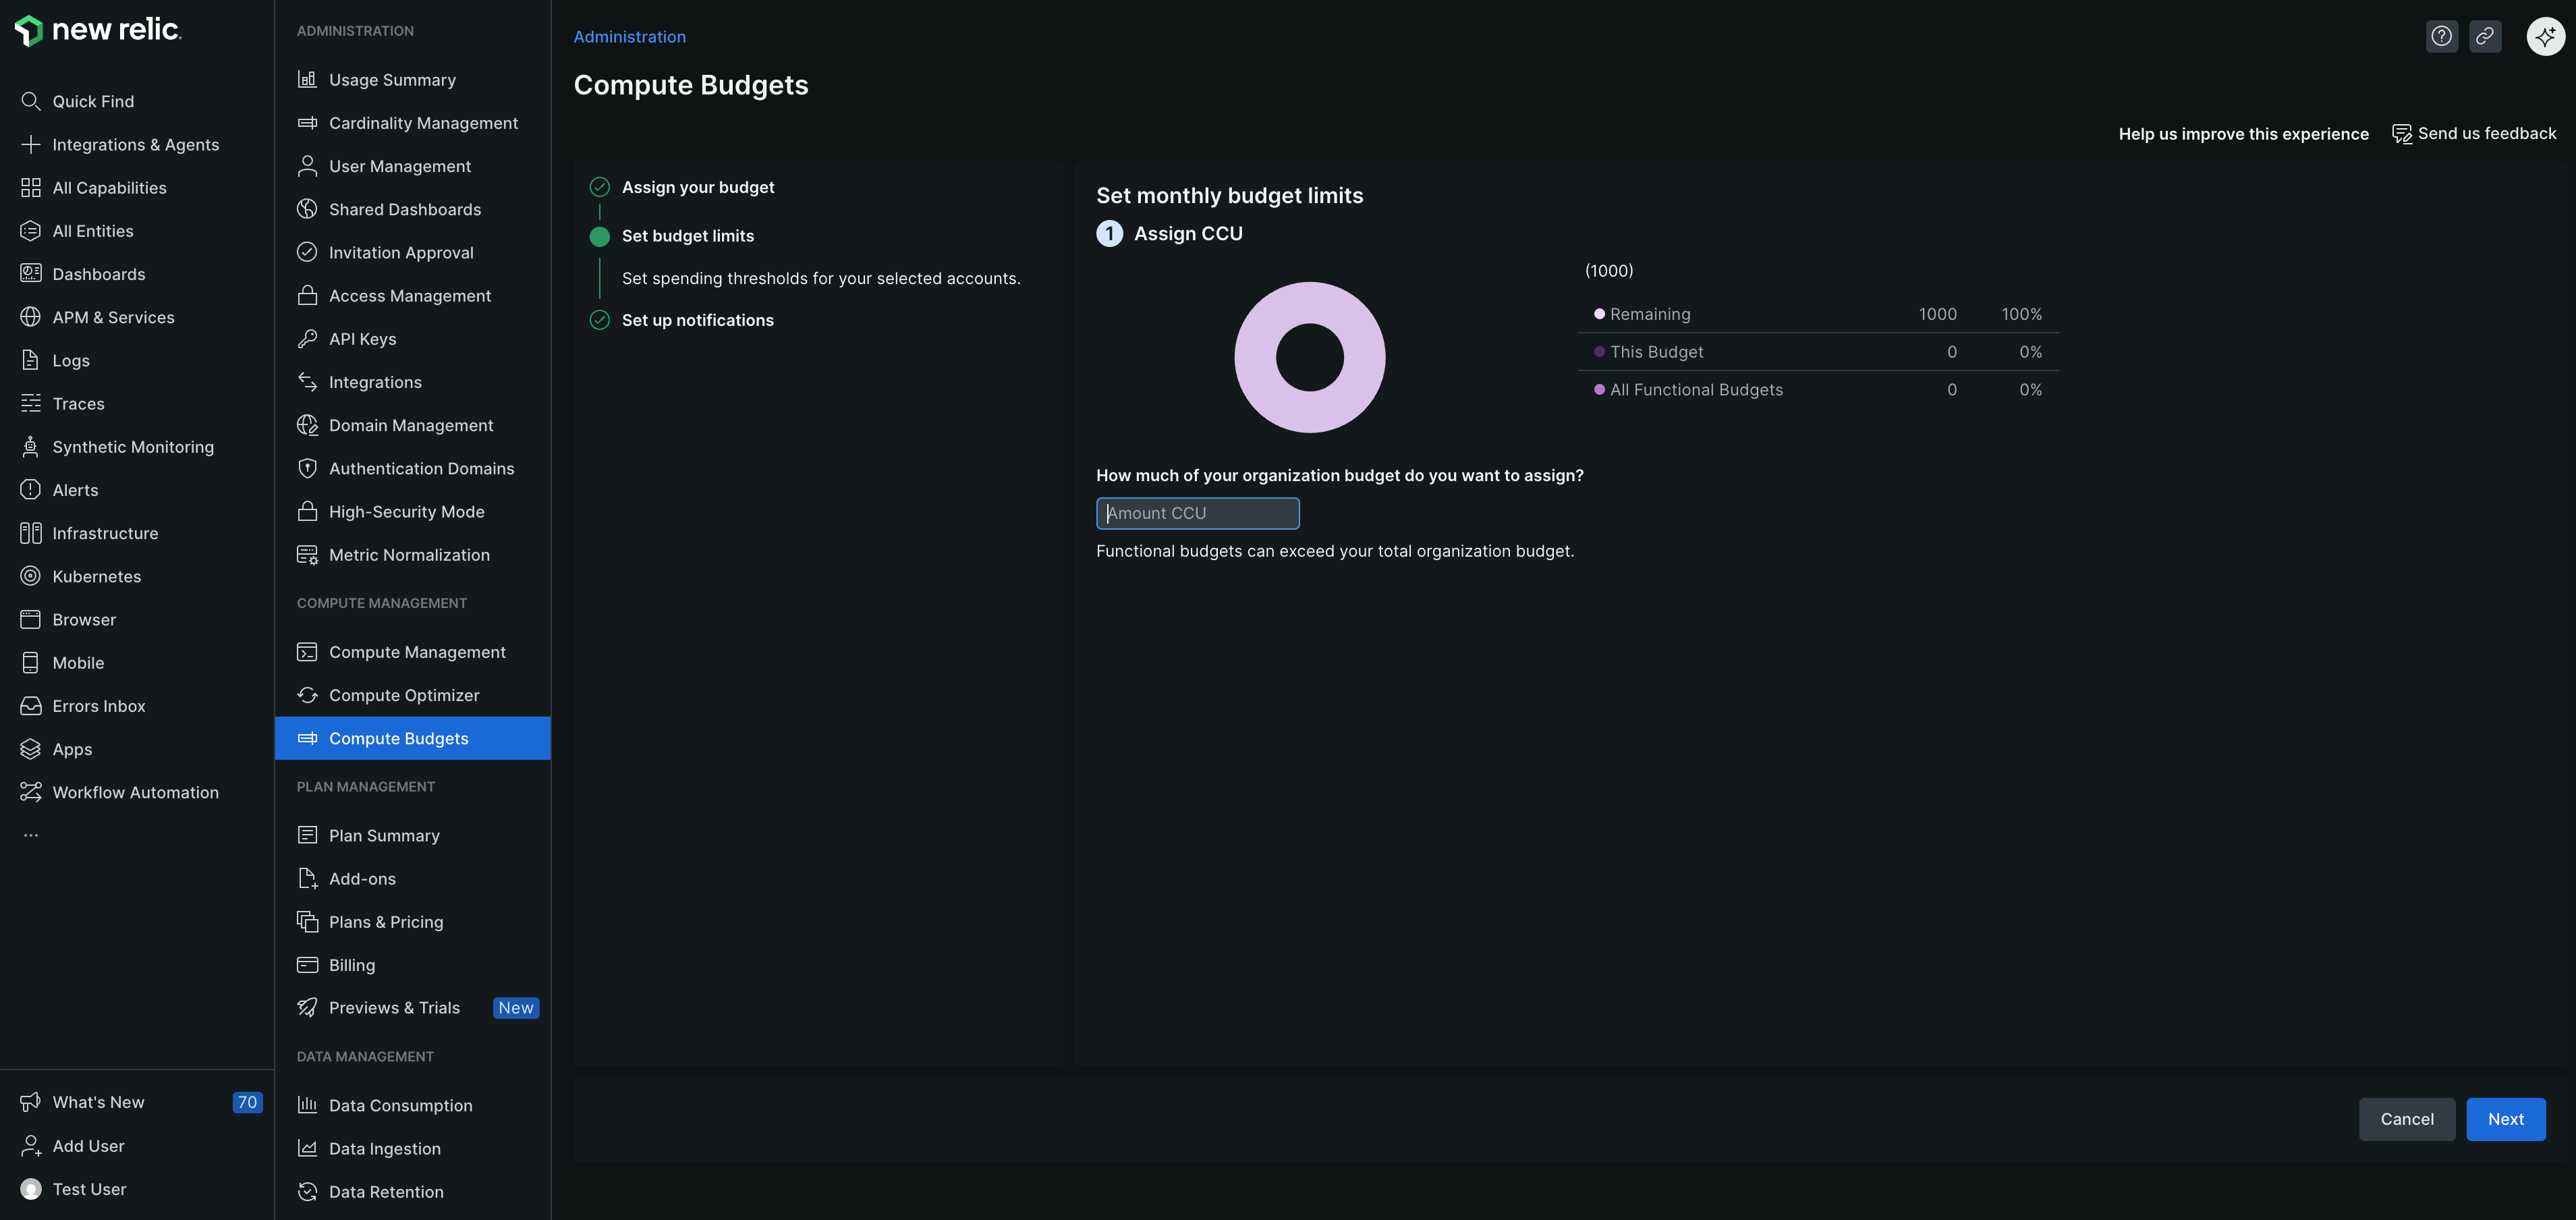 new relic.
Quick Find
Integrations & Agents
All Capabilities
All Entities
Dashboards
APM & Services
Logs
Traces
Synthetic Monitoring
Alerts
Infrastructure
Kubernetes
Browser
Mobile
Errors Inbox
Apps
Workflow Automation
...
What's New 70
Add User
Test User
ADMINISTRATION
Usage Summary
Cardinality Management
User Management
Shared Dashboards
Invitation Approval
Access Management
API Keys
Integrations
Domain Management
Authentication Domains
High-Security Mode
Metric Normalization
COMPUTE MANAGEMENT
Compute Management
Compute Optimizer
Compute Budgets
PLAN MANAGEMENT
Plan Summary
Add-ons
Plans & Pricing
Billing
Previews & Trials New
DATA MANAGEMENT
Data Consumption
Data Ingestion
Data Retention
Administration
Compute Budgets
Help us improve this experience Send us feedback
Assign your budget
Set budget limits
Set spending thresholds for your selected accounts.
Set up notifications
Set monthly budget limits
1 Assign CCU
(1000)
Remaining 1000 100%
This Budget 0 0%
All Functional Budgets 0 0%
How much of your organization budget do you want to assign?
Amount CCU
Functional budgets can exceed your total organization budget.
Cancel Next